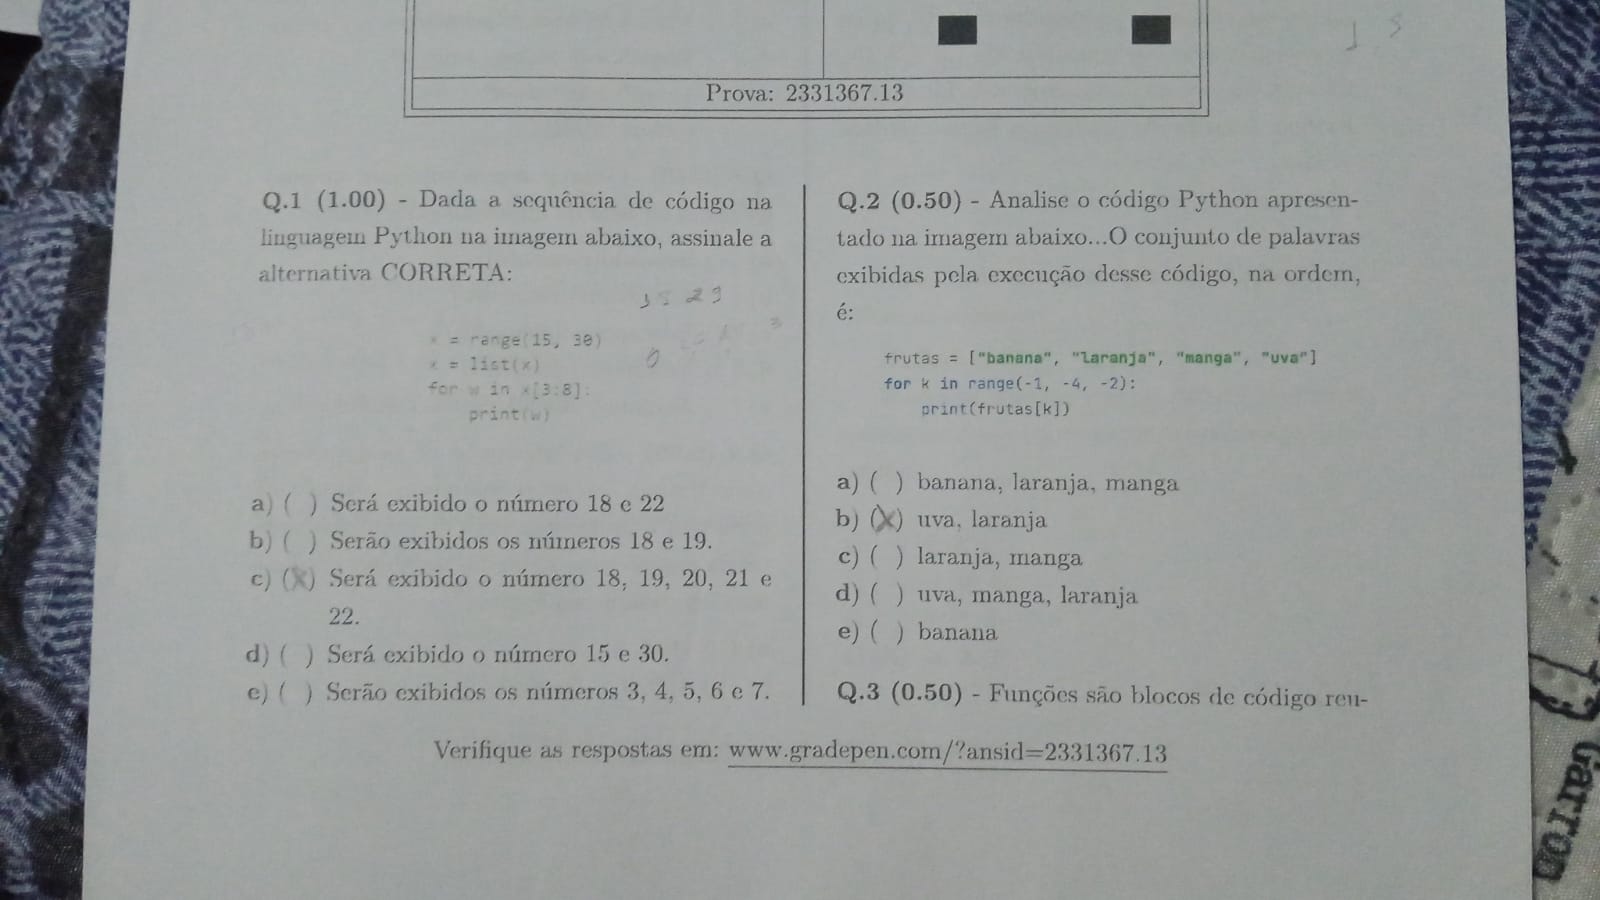 Prova: 2331367.13
Q.1 (1.00) - Dada a sequência de código na
linguagem Python na imagem abaixo, assinale a
alternativa CORRETA:
15 29
0
x = range(15, 30)
x = list(x)
for w in x[3:8]:
print(w)
a) ( ) Será exibido o número 18 e 22
b) ( ) Serão exibidos os números 18 e 19.
c) (X) Será exibido o número 18, 19, 20, 21 e
22.
d) ( ) Será exibido o número 15 e 30.
e) ( ) Serão exibidos os números 3, 4, 5, 6 e 7.
Q.2 (0.50) - Analise o código Python apresen-
tado na imagem abaixo...O conjunto de palavras
exibidas pela execução desse código, na ordem,
é:
frutas = ["banana", "laranja", "manga", "uva"]
for k in range(-1, -4, -2):
print(frutas[k])
a) ( ) banana, laranja, manga
b) (X) uva, laranja
c) ( ) laranja, manga
d) ( ) uva, manga, laranja
e) ( ) banana
Q.3 (0.50) - Funções são blocos de código reu-
Verifique as respostas em: www.gradepen.com/?ansid=2331367.13